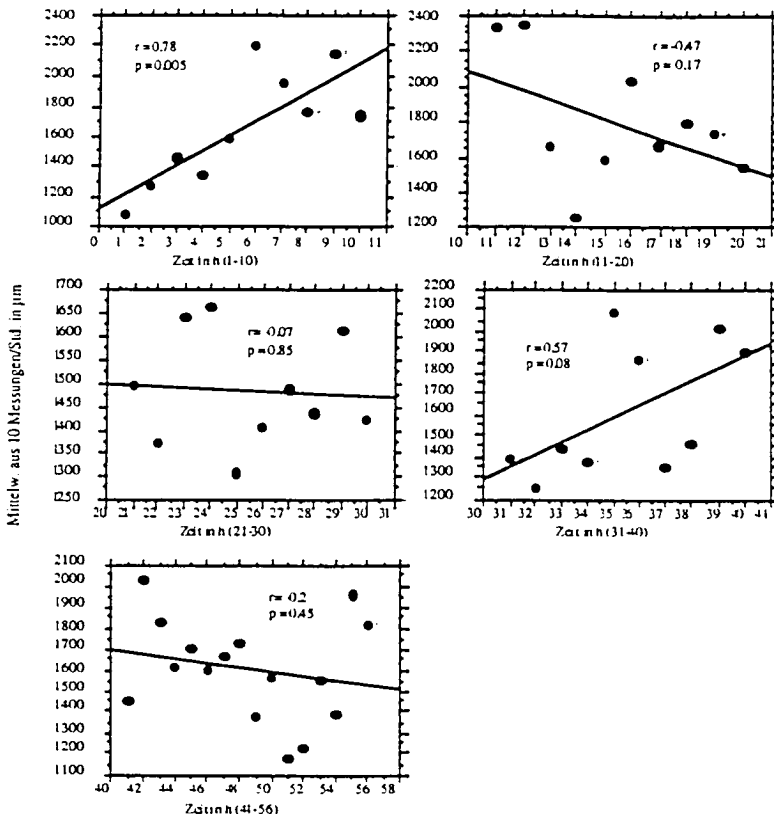 2400
2200
2000
1800
1600
1400
1200
1000
r = 0.78
p = 0.005
0 1 2 3 4 5 6 7 8 9 10 11
Zeit in h (1-10)
2400
2200
2000
1800
1600
1400
1200
r = -0.47
p = 0.17
10 11 12 13 14 15 16 17 18 19 20 21
Zeit in h (11-20)
Mittelw. aus 10 Messungen/Std. in µm
1700
1650
1600
1550
1500
1450
1400
1350
1300
1250
r = -0.07
p = 0.85
20 21 22 23 24 25 26 27 28 29 30 31
Zeit in h (21-30)
2200
2100
2000
1900
1800
1700
1600
1500
1400
1300
1200
r = 0.57
p = 0.08
30 31 32 33 34 35 36 37 38 39 40 41
Zeit in h (31-40)
2100
2000
1900
1800
1700
1600
1500
1400
1300
1200
1100
r = -0.2
p = 0.45
40 42 44 46 48 50 52 54 56 58
Zeit in h (41-56)